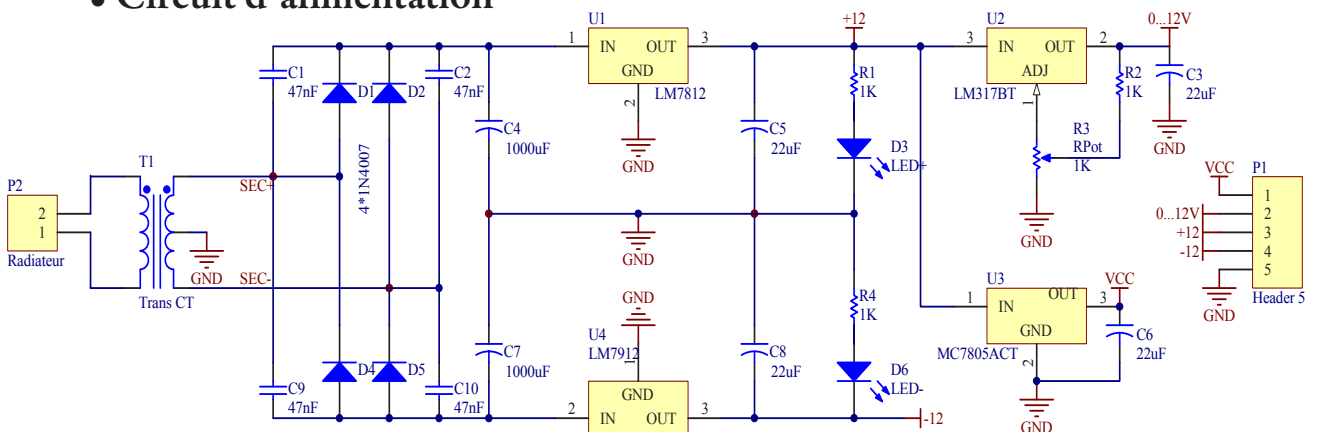 • Circuit d'alimentation
U1
+12
U2
0...12V
1
IN
OUT
3
3
IN
OUT
2
GND
ADJ
C1
47nF
D1
D2
C2
47nF
2
LM7812
R1
1K
LM317BT
1
R2
1K
C3
22uF
C4
1000uF
GND
C5
22uF
D3
LED+
R3
RPot
1K
GND
4*1N4007
T1
P2
2
1
Radiateur
SEC+
GND
SEC-
Trans CT
GND
GND
GND
VCC
P1
1
0...12V
2
+12
3
-12
4
5
GND
Header 5
U4
LM7912
1
R4
1K
U3
VCC
1
IN
OUT
3
GND
MC7805ACT
2
C6
22uF
GND
C7
1000uF
C8
22uF
D6
LED-
D4
D5
C9
47nF
C10
47nF
GND
2
IN
OUT
3
-12